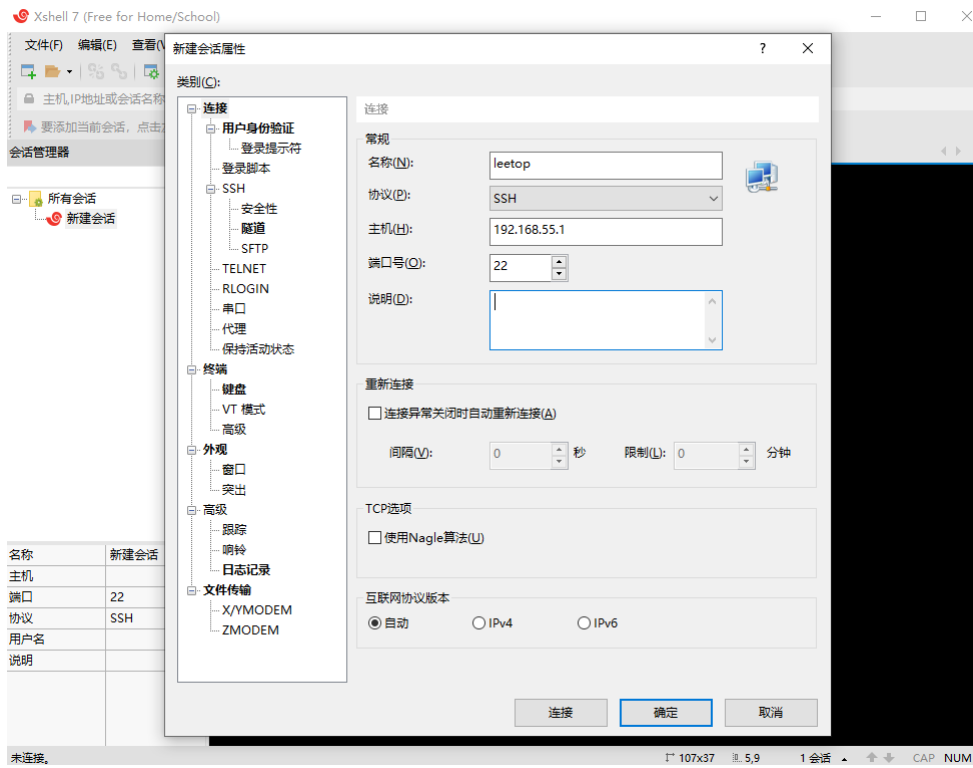 Xshell 7 (Free for Home/School)
文件(F) 编辑(E) 查看(V
主机,IP地址或会话名称
要添加当前会话，点击
会话管理器
所有会话
新建会话
名称 新建会话
主机
端口 22
协议 SSH
用户名
说明
未连接。
新建会话属性
?
类别(C):
连接
用户身份验证
登录提示符
登录脚本
SSH
安全性
隧道
SFTP
TELNET
RLOGIN
串口
代理
保持活动状态
终端
键盘
VT 模式
高级
外观
窗口
突出
高级
跟踪
响铃
日志记录
文件传输
X/YMODEM
ZMODEM
连接
常规
名称(N): leetop
协议(P): SSH
主机(H): 192.168.55.1
端口号(O): 22
说明(D):
重新连接
连接异常关闭时自动重新连接(A)
间隔(V): 0 秒 限制(L): 0 分钟
TCP选项
使用Nagle算法(U)
互联网协议版本
自动 IPv4 IPv6
连接 确定 取消
107x37 5,9 1 会话 CAP NUM